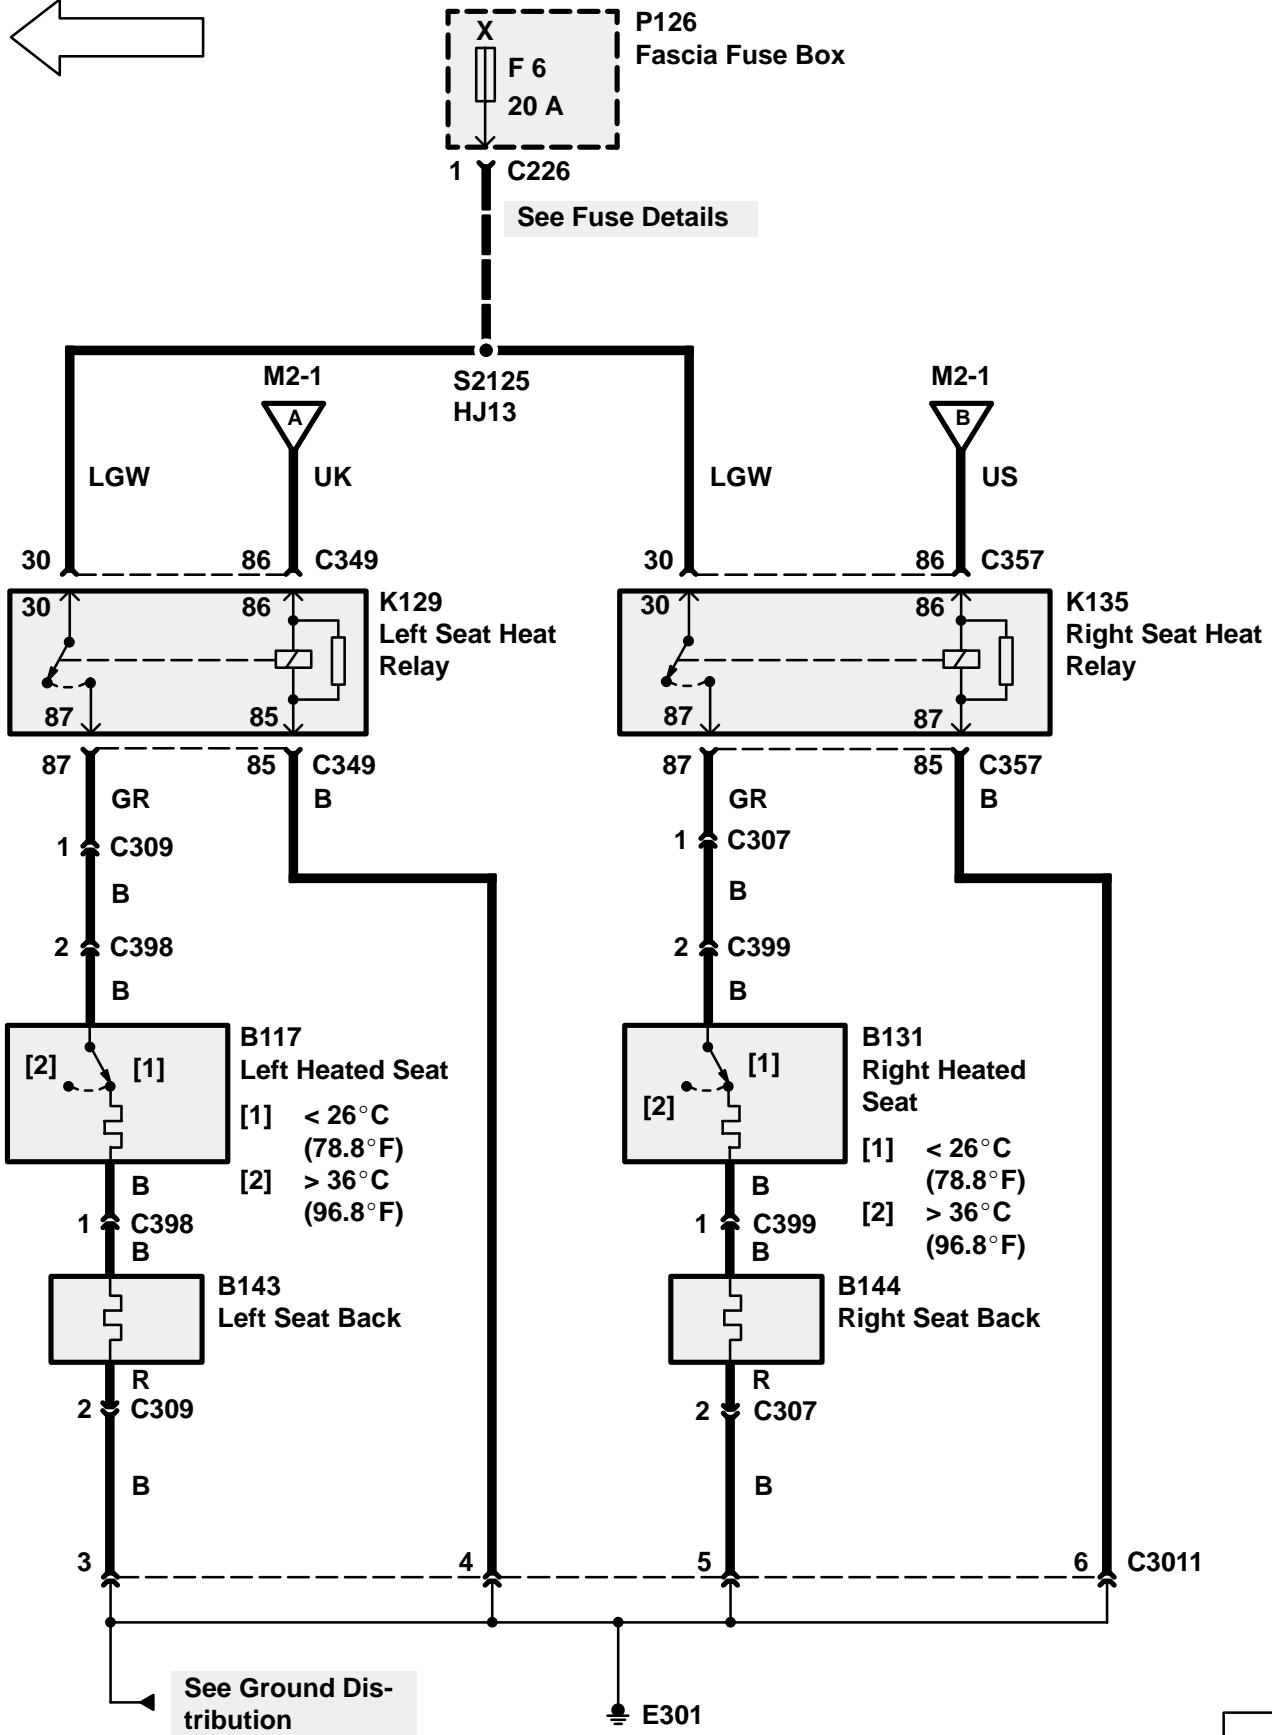 P126
Fascia Fuse Box
X
F 6
20 A
1 C226
See Fuse Details
M2-1
A
S2125
HJ13
M2-1
B
LGW UK LGW US
30 86 C349 30 86 C357
30 86 30 86
K129
Left Seat Heat
Relay
K135
Right Seat Heat
Relay
87 85 87 87
87 85 C349 87 85 C357
GR B GR B
1 C309 1 C307
B B
2 C398 2 C399
B B
[2] [1]
B117
Left Heated Seat
[1] < 26°C
(78.8°F)
[2] > 36°C
(96.8°F)
[1]
[2]
B131
Right Heated
Seat
[1] < 26°C
(78.8°F)
[2] > 36°C
(96.8°F)
B B
1 C398 1 C399
B B
B143
Left Seat Back
B144
Right Seat Back
R R
2 C309 2 C307
B B
3 4 5 6 C3011
See Ground Dis-
tribution
E301